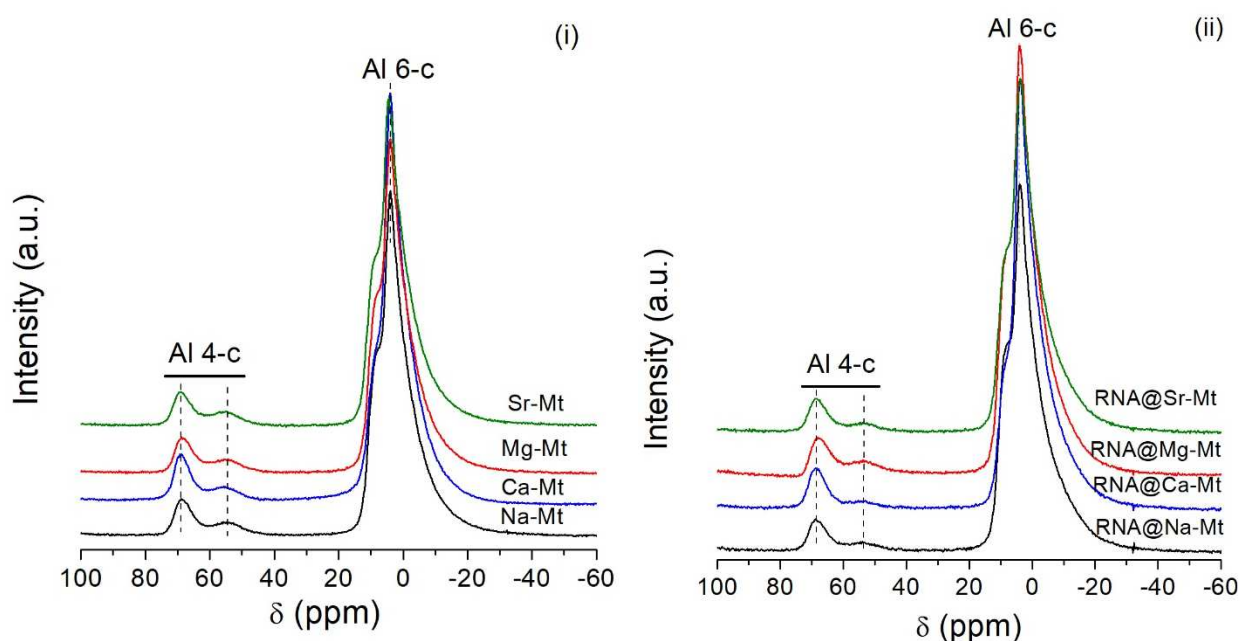 (i)
Al 6-c
Al 4-c
Sr-Mt
Mg-Mt
Ca-Mt
Na-Mt
Intensity (a.u.)
100 80 60 40 20 0 -20 -40 -60
δ (ppm)
(ii)
Al 6-c
Al 4-c
RNA@Sr-Mt
RNA@Mg-Mt
RNA@Ca-Mt
RNA@Na-Mt
Intensity (a.u.)
100 80 60 40 20 0 -20 -40 -60
δ (ppm)